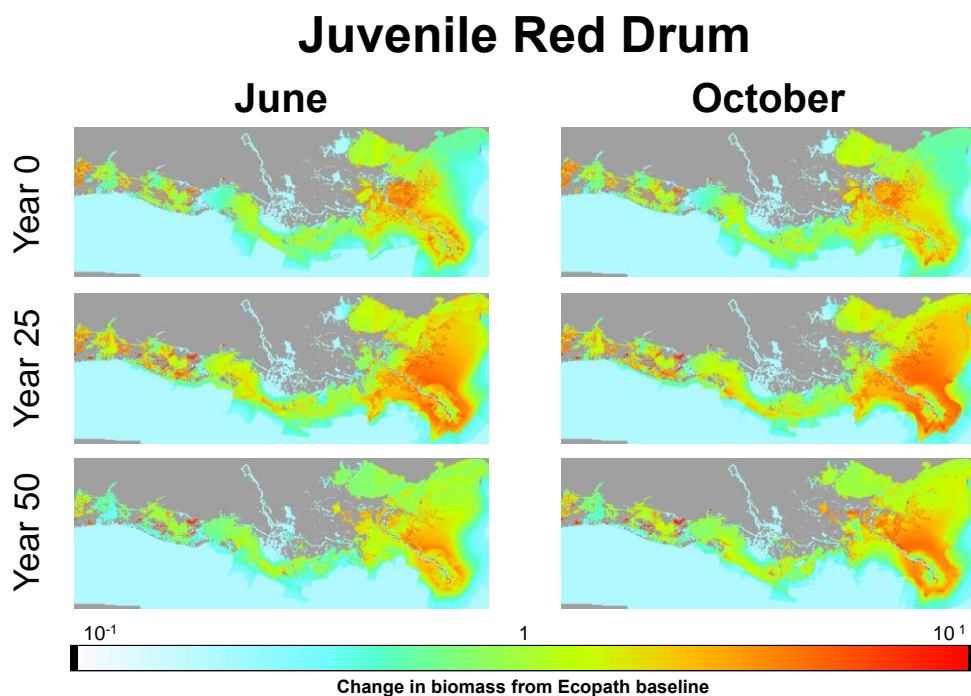 Juvenile Red Drum
June
October
Year 0
Year 25
Year 50
10⁻¹
1
10¹
Change in biomass from Ecopath baseline